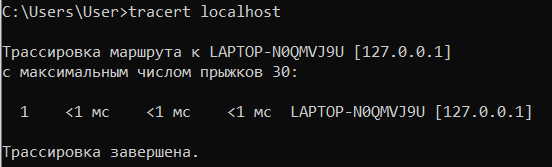 C:\Users\User>tracert localhost
Трассировка маршрута к LAPTOP-N0QMVJ9U [127.0.0.1]
с максимальным числом прыжков 30:
1 <1 мс <1 мс <1 мс LAPTOP-N0QMVJ9U [127.0.0.1]
Трассировка завершена.